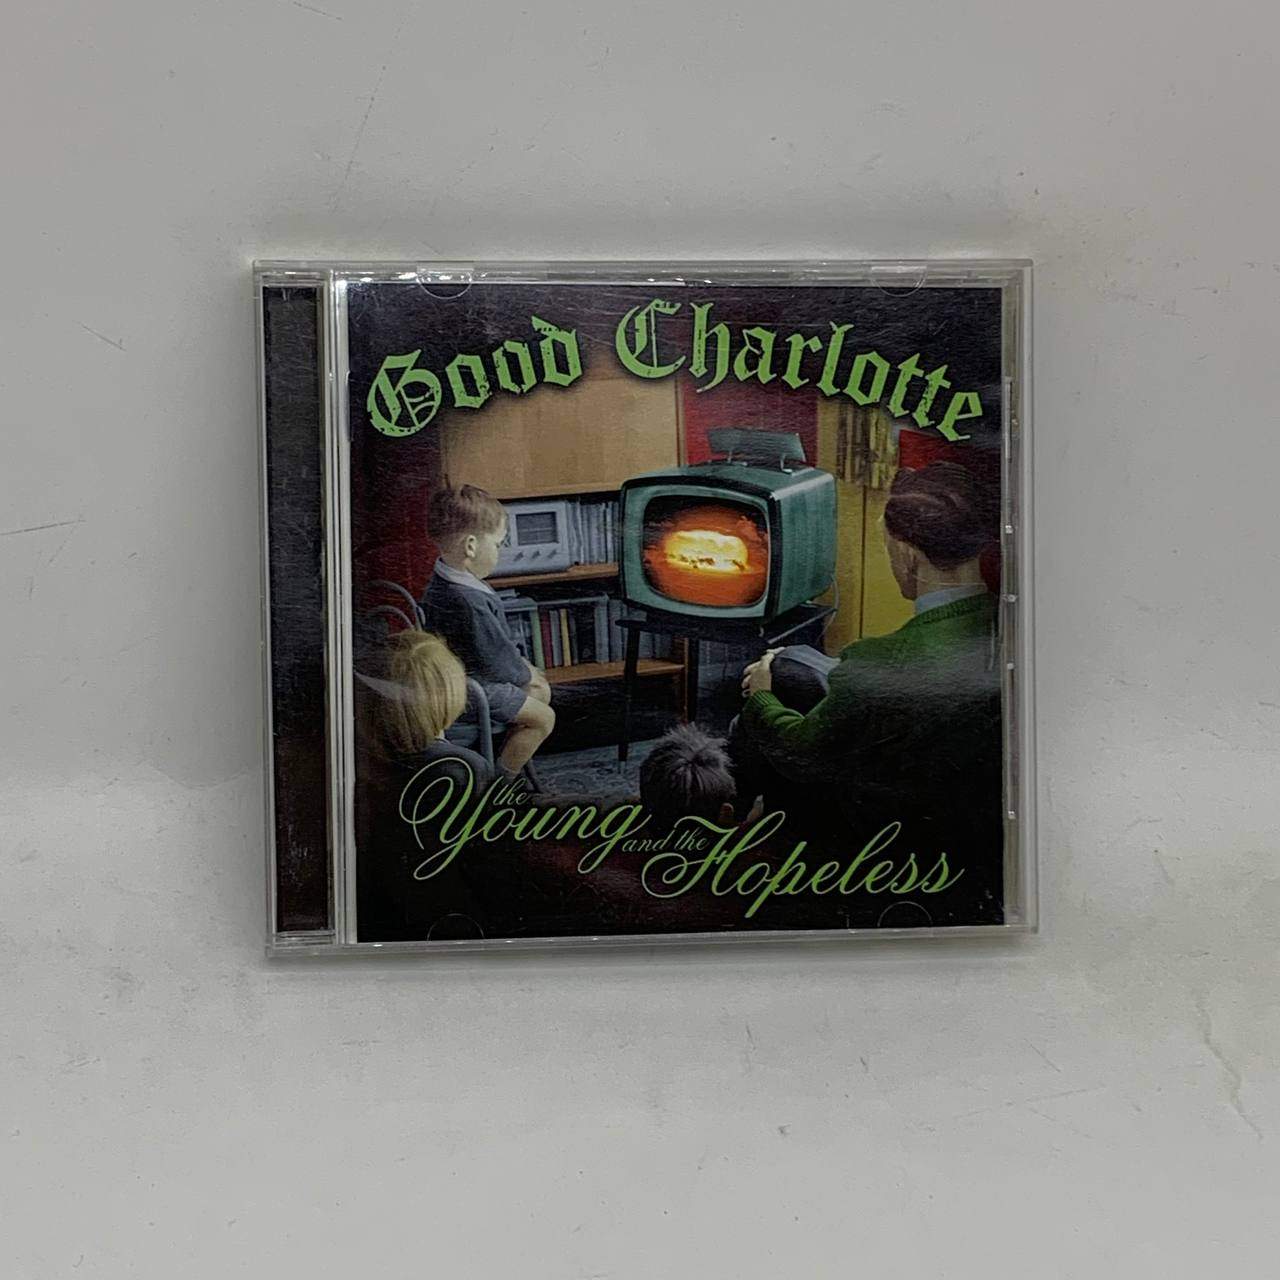 Good Charlotte
the
Young and the Hopeless